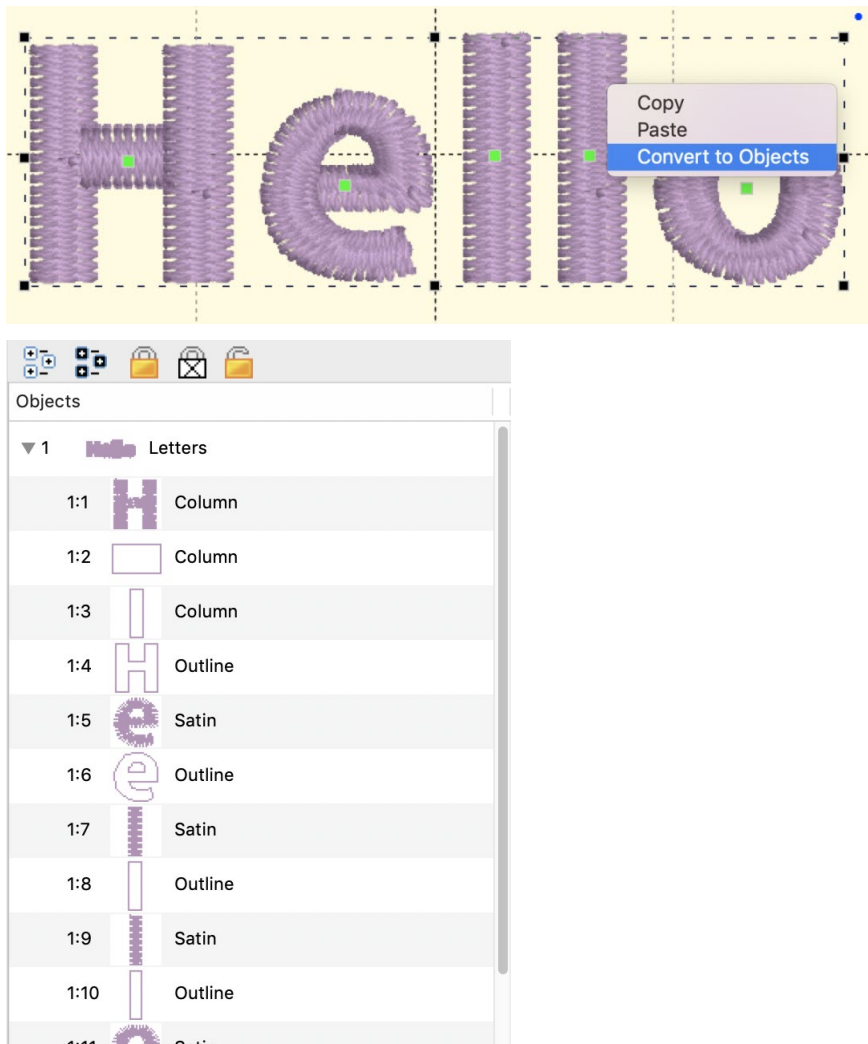 Hello
Copy
Paste
Convert to Objects
Objects
1 Hello Letters
1:1 H Column
1:2 Column
1:3 Column
1:4 H Outline
1:5 e Satin
1:6 e Outline
1:7 l Satin
1:8 l Outline
1:9 l Satin
1:10 l Outline